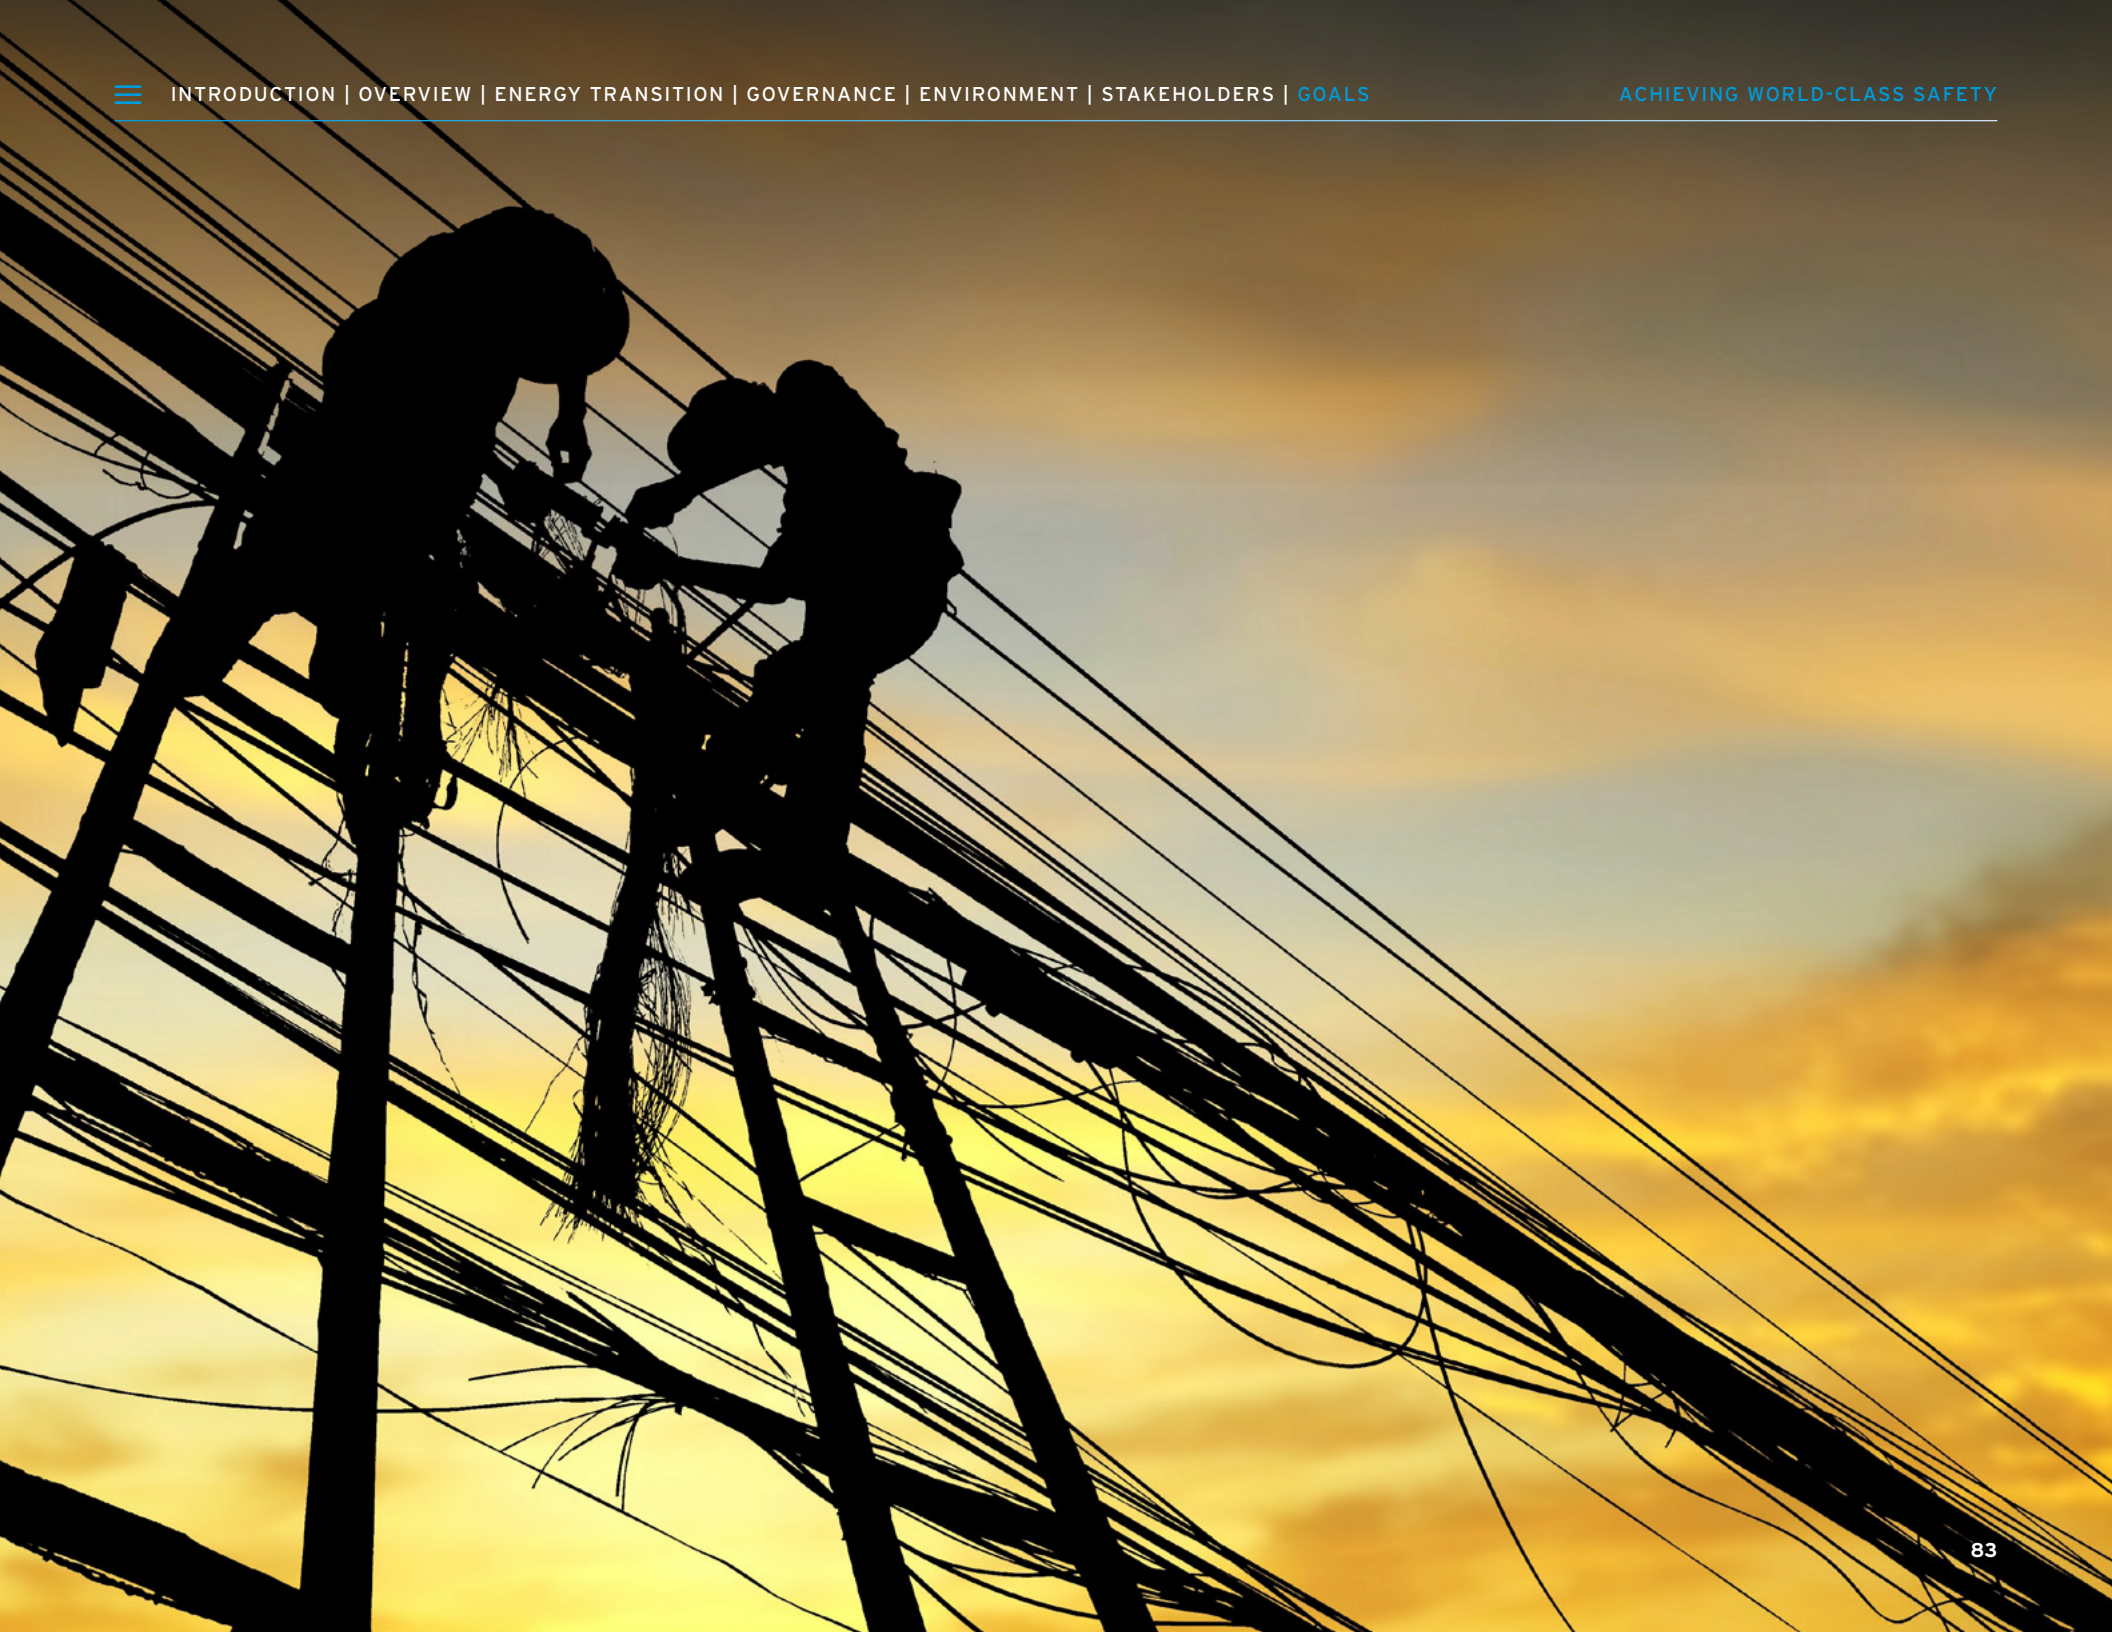 INTRODUCTION | OVERVIEW | ENERGY TRANSITION | GOVERNANCE | ENVIRONMENT | STAKEHOLDERS | GOALS
ACHIEVING WORLD-CLASS SAFETY
83